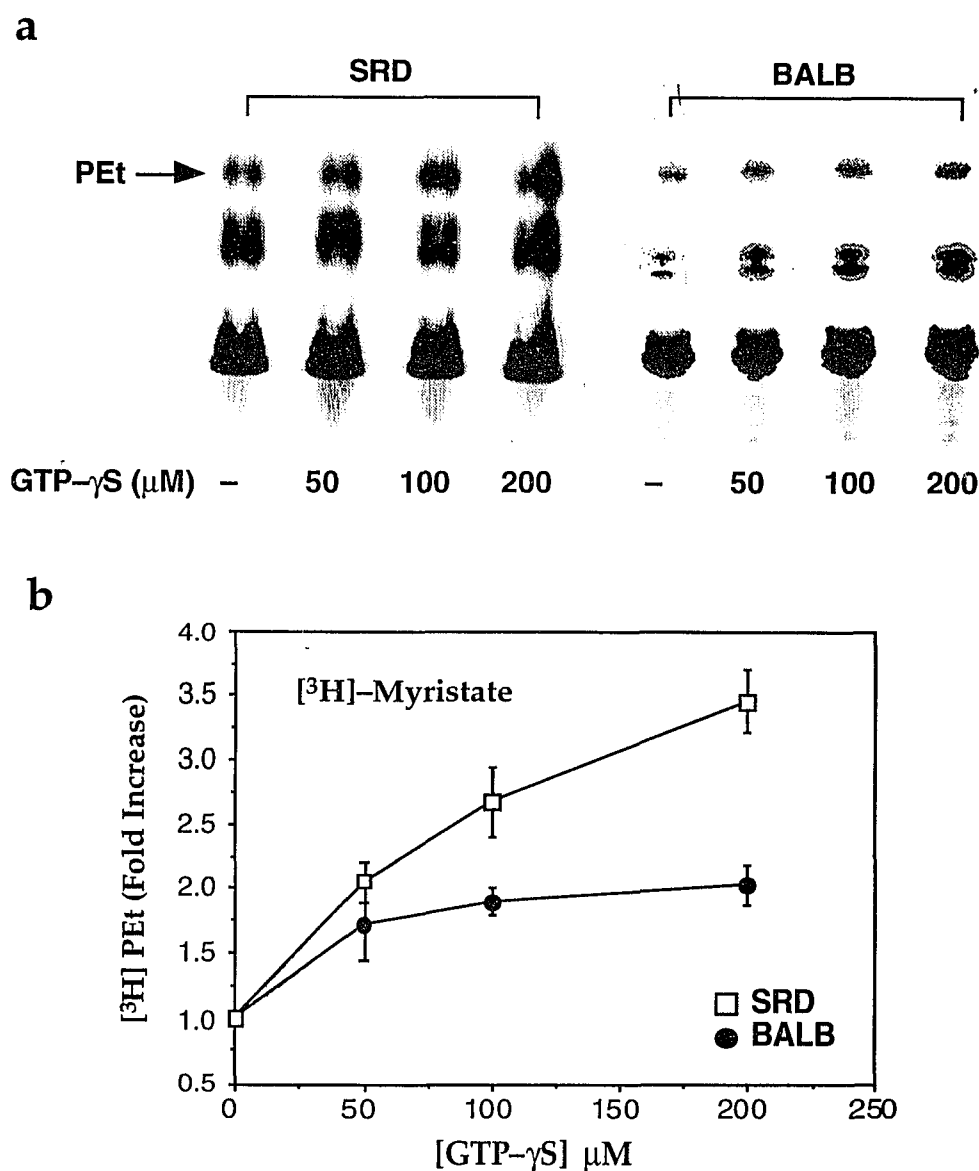 a
SRD BALB
PEt
GTP–γS (μM) – 50 100 200 – 50 100 200
b
4.0
3.5
3.0
2.5
2.0
1.5
1.0
0.5
[³H]–Myristate
[³H] PEt (Fold Increase)
SRD
BALB
0 50 100 150 200 250
[GTP–γS] μM